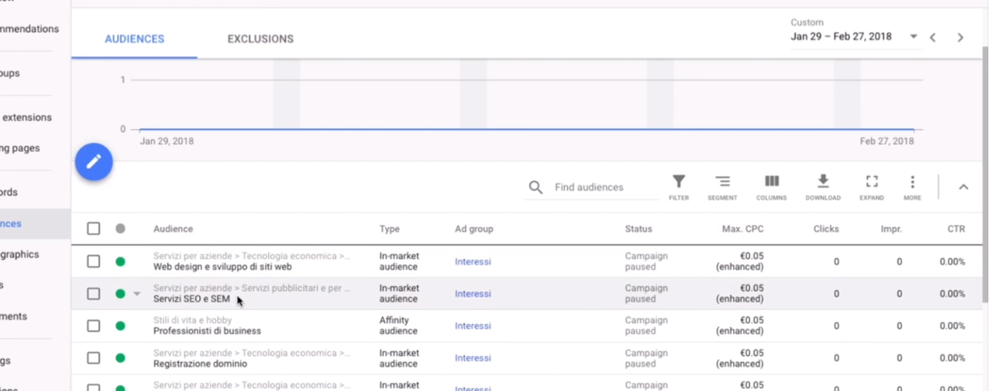 mmendations
AUDIENCES
EXCLUSIONS
Custom
Jan 29 – Feb 27, 2018
oups
1
extensions
0
Jan 29, 2018
Feb 27, 2018
ng pages
Find audiences
FILTER
SEGMENT
COLUMNS
DOWNLOAD
EXPAND
MORE
ords
nces
Audience Type Ad group Status Max. CPC Clicks Impr. CTR
graphics
Servizi per aziende > Tecnologia economica >...
Web design e sviluppo di siti web
In-market
audience
Interessi
Campaign
paused
€0.05
(enhanced)
0
0
0.00%
s
Servizi per aziende > Servizi pubblicitari e per ...
Servizi SEO e SEM
In-market
audience
Interessi
Campaign
paused
€0.05
(enhanced)
0
0
0.00%
ments
Stili di vita e hobby
Professionisti di business
Affinity
audience
Interessi
Campaign
paused
€0.05
(enhanced)
0
0
0.00%
gs
Servizi per aziende > Tecnologia economica >...
Registrazione dominio
In-market
audience
Interessi
Campaign
paused
€0.05
(enhanced)
0
0
0.00%
Servizi per aziende > Tecnologia economica >...
In-market
Interessi
Campaign
€0.05
0
0
0.00%